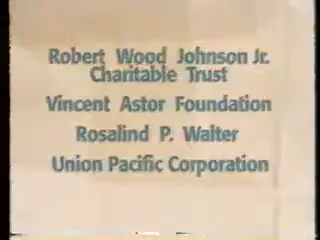 Robert Wood Johnson Jr.
Charitable Trust
Vincent Astor Foundation
Rosalind P. Walter
Union Pacific Corporation